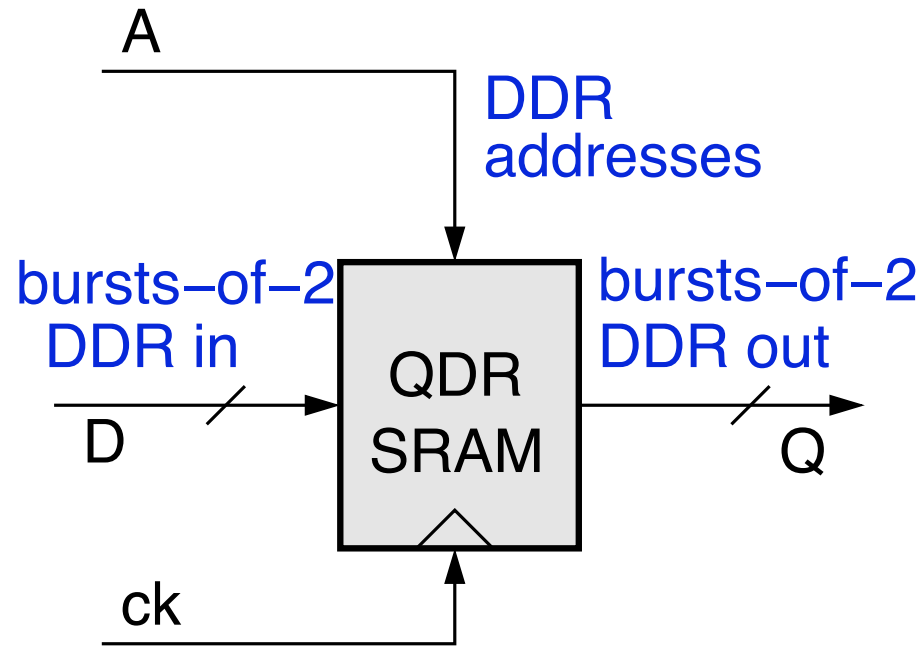 A
DDR
addresses
bursts–of–2
DDR in
bursts–of–2
DDR out
QDR
SRAM
D
Q
ck